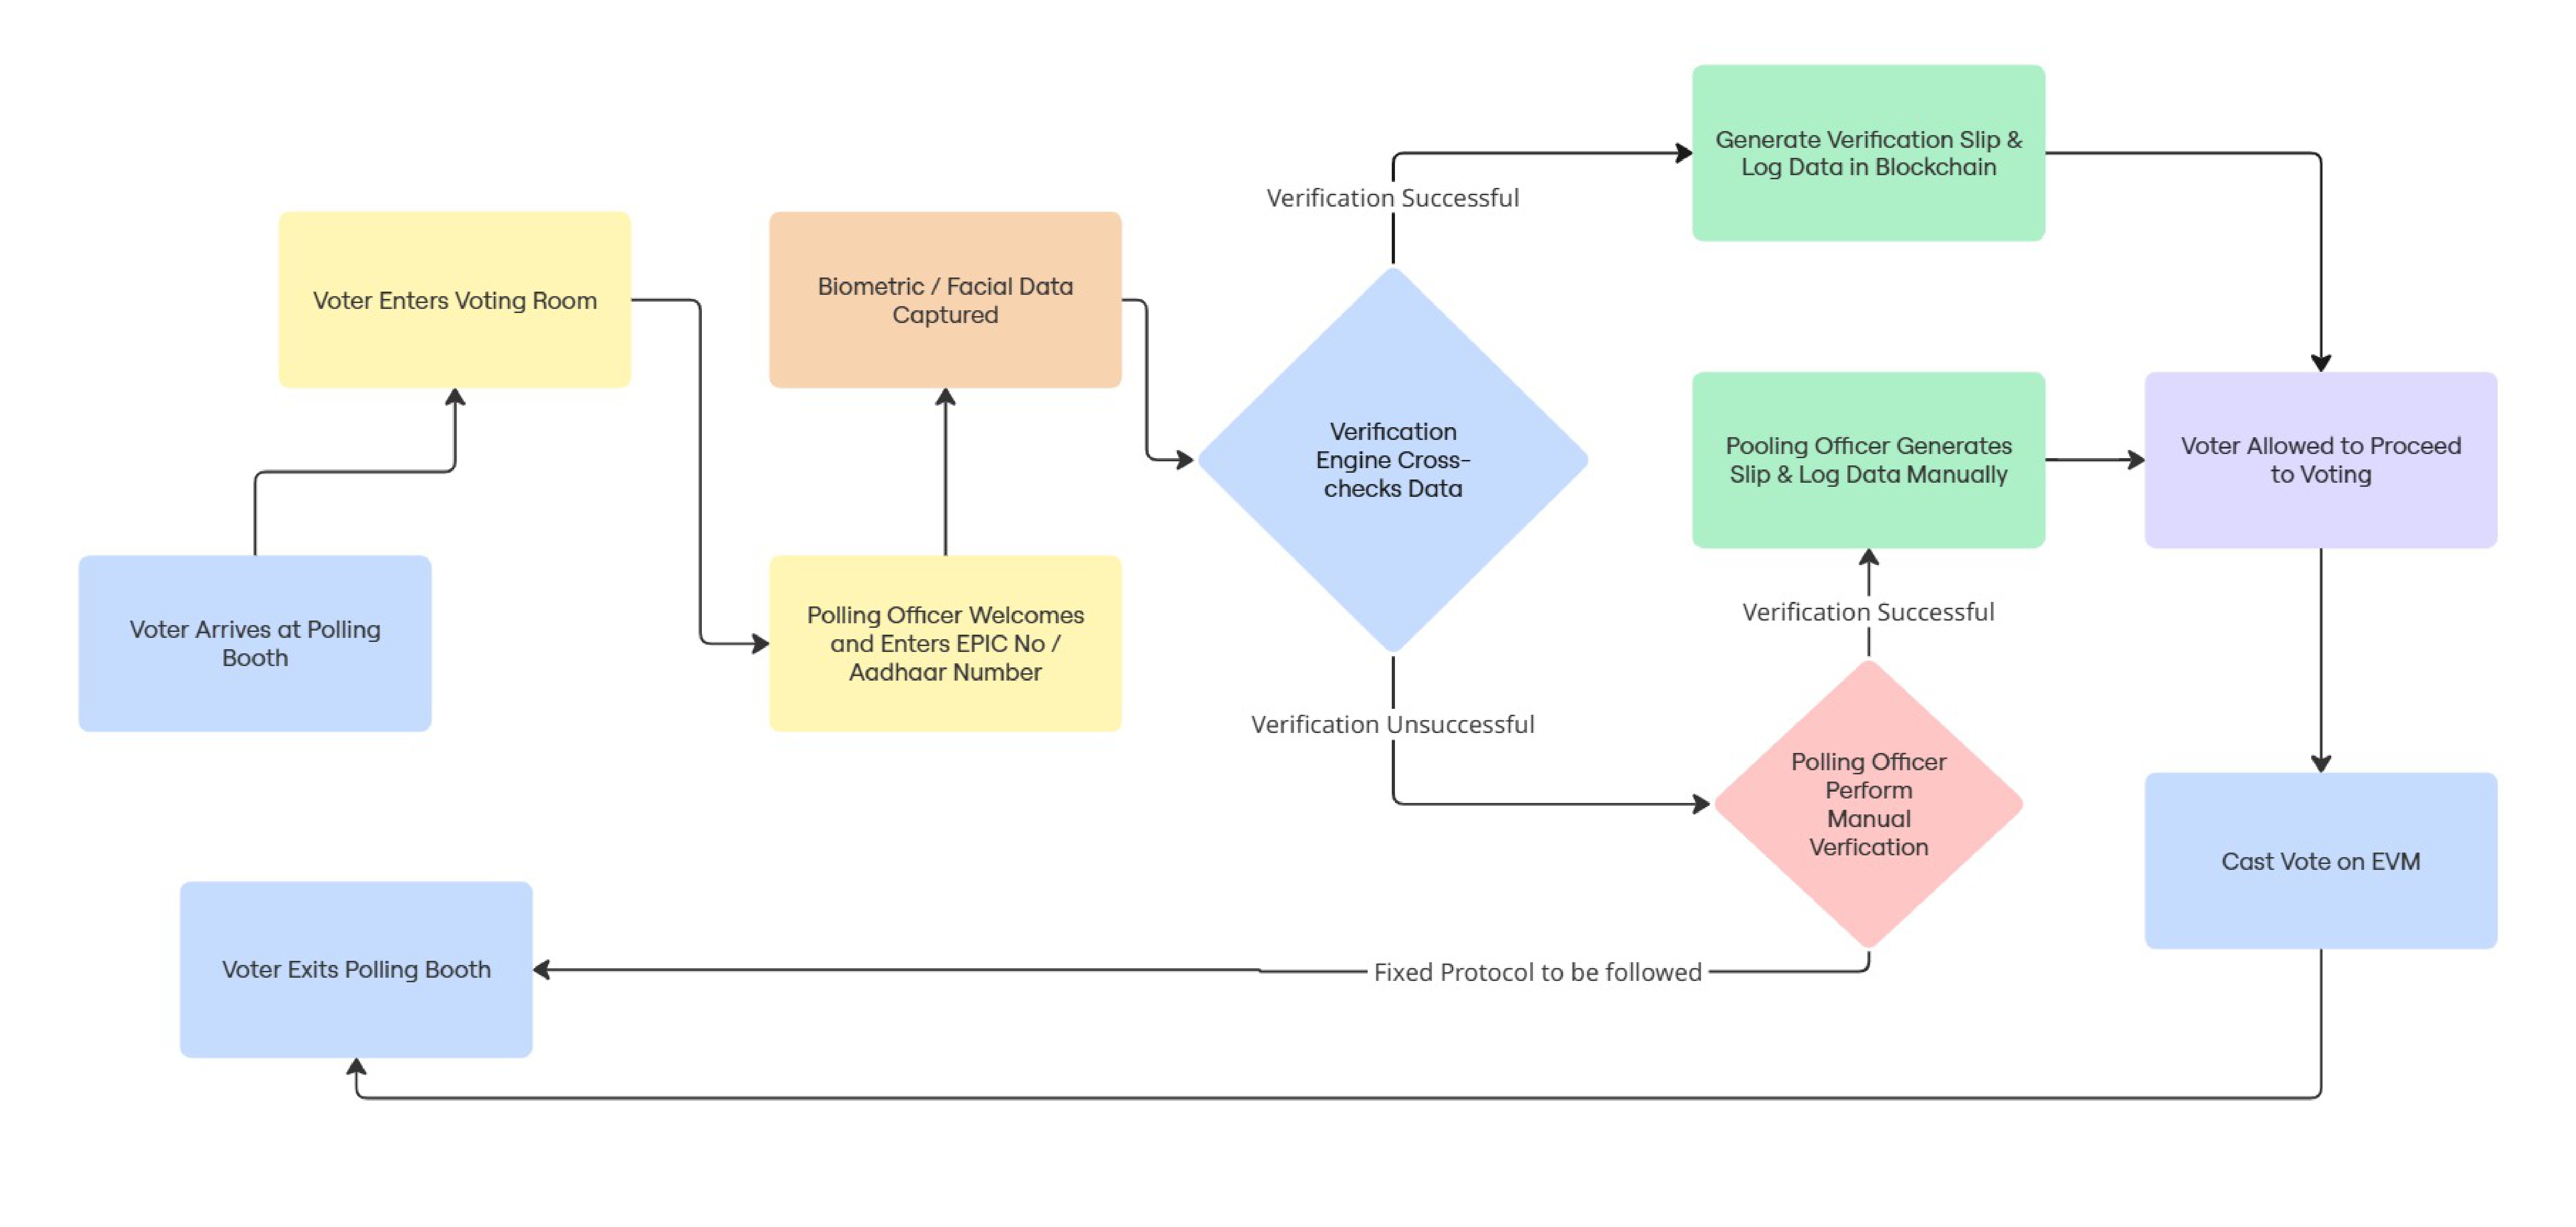 Voter Arrives at Polling
Booth
Voter Enters Voting Room
Polling Officer Welcomes
and Enters EPIC No /
Aadhaar Number
Biometric / Facial Data
Captured
Verification
Engine Cross-
checks Data
Verification Successful
Generate Verification Slip &
Log Data in Blockchain
Verification Unsuccessful
Polling Officer
Perform
Manual
Verfication
Verification Successful
Pooling Officer Generates
Slip & Log Data Manually
Voter Allowed to Proceed
to Voting
Cast Vote on EVM
Fixed Protocol to be followed
Voter Exits Polling Booth